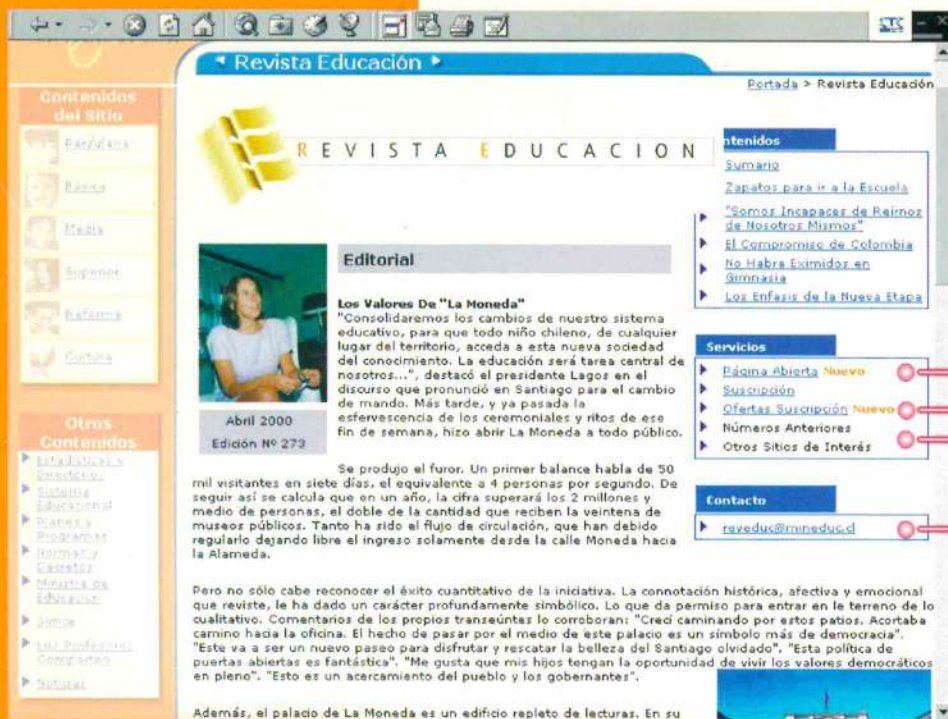 Revista Educación
Portada > Revista Educación
Contenidos
del Sitio
Parvularia
Básica
Media
Superior
Reforma
Cultura
Otros
Contenidos
Estadísticas y
Directorios
Sistema
Educacional
Planes y
Programas
Normas y
Decretos
Ministra de
Educación
Los Profesores
Comparten
Noticias
REVISTA EDUCACION
ntenidos
Sumario
Zapatos para ir a la Escuela
"Somos Incapaces de Reírnos
de Nosotros Mismos"
El Compromiso de Colombia
No Habra Eximidos en
Gimnasia
Los Enfasis de la Nueva Etapa
Servicios
Página Abierta Nuevo
Suscripción
Ofertas Suscripción Nuevo
Números Anteriores
Otros Sitios de Interés
Contacto
reveduc@mineduc.cl
Abril 2000
Edición Nº 273
Editorial
Los Valores De "La Moneda"
"Consolidaremos los cambios de nuestro sistema
educativo, para que todo niño chileno, de cualquier
lugar del territorio, acceda a esta nueva sociedad
del conocimiento. La educación será tarea central de
nosotros...", destacó el presidente Lagos en el
discurso que pronunció en Santiago para el cambio
de mando. Más tarde, y ya pasada la
esfervescencia de los ceremoniales y ritos de ese
fin de semana, hizo abrir La Moneda a todo público.
Se produjo el furor. Un primer balance habla de 50
mil visitantes en siete días, el equivalente a 4 personas por segundo. De
seguir así se calcula que en un año, la cifra superará los 2 millones y
medio de personas, el doble de la cantidad que reciben la veintena de
museos públicos. Tanto ha sido el flujo de circulación, que han debido
regularlo dejando libre el ingreso solamente desde la calle Moneda hacia
la Alameda.
Pero no sólo cabe reconocer el éxito cuantitativo de la iniciativa. La connotación histórica, afectiva y emocional
que reviste, le ha dado un carácter profundamente simbólico. Lo que da permiso para entrar en le terreno de lo
cualitativo. Comentarios de los propios transeúntes lo corroboran: "Crecí caminando por estos patios. Acortaba
camino hacia la oficina. El hecho de pasar por el medio de este palacio es un símbolo más de democracia".
"Este va a ser un nuevo paseo para disfrutar y rescatar la belleza del Santiago olvidado". "Esta política de
puertas abiertas es fantástica". "Me gusta que mis hijos tengan la oportunidad de vivir los valores democráticos
en pleno". "Esto es un acercamiento del pueblo y los gobernantes".
Además, el palacio de La Moneda es un edificio repleto de lecturas. En su